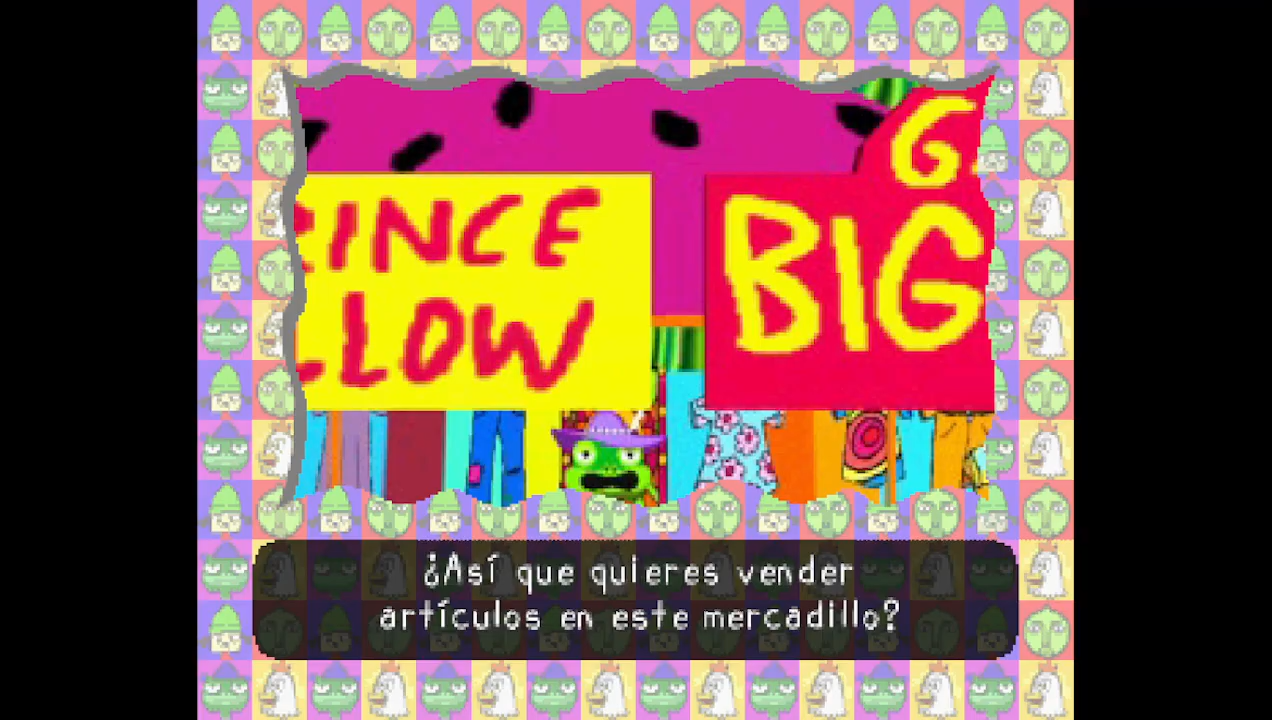 RINCE
LLOW
G
BIG
¿Así que quieres vender
artículos en este mercadillo?